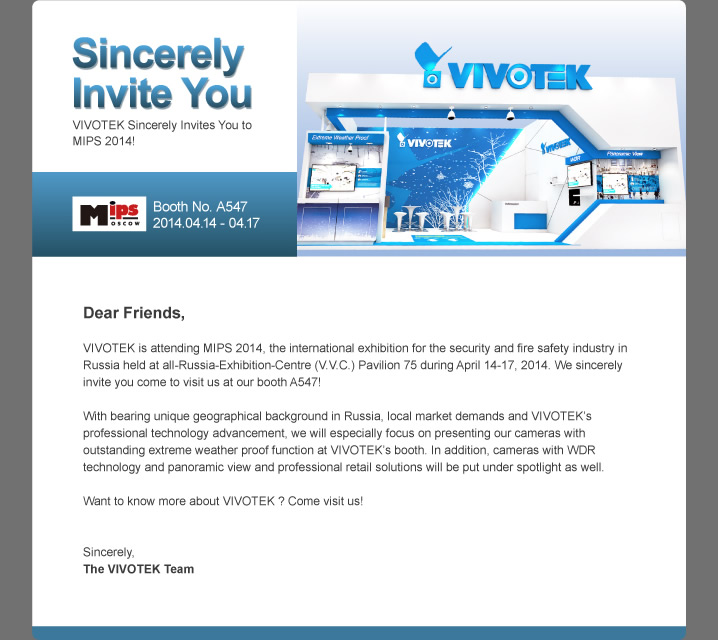 Sincerely
Invite You
VIVOTEK Sincerely Invites You to
MIPS 2014!
VIVOTEK
Extreme Weather Proof
VIVOTEK
VIVOTEK
WDR
Panoramic View
Mips
OSCOW
Booth No. A547
2014.04.14 - 04.17
Dear Friends,
VIVOTEK is attending MIPS 2014, the international exhibition for the security and fire safety industry in
Russia held at all-Russia-Exhibition-Centre (V.V.C.) Pavilion 75 during April 14-17, 2014. We sincerely
invite you come to visit us at our booth A547!
With bearing unique geographical background in Russia, local market demands and VIVOTEK's
professional technology advancement, we will especially focus on presenting our cameras with
outstanding extreme weather proof function at VIVOTEK's booth. In addition, cameras with WDR
technology and panoramic view and professional retail solutions will be put under spotlight as well.
Want to know more about VIVOTEK ? Come visit us!
Sincerely,
The VIVOTEK Team